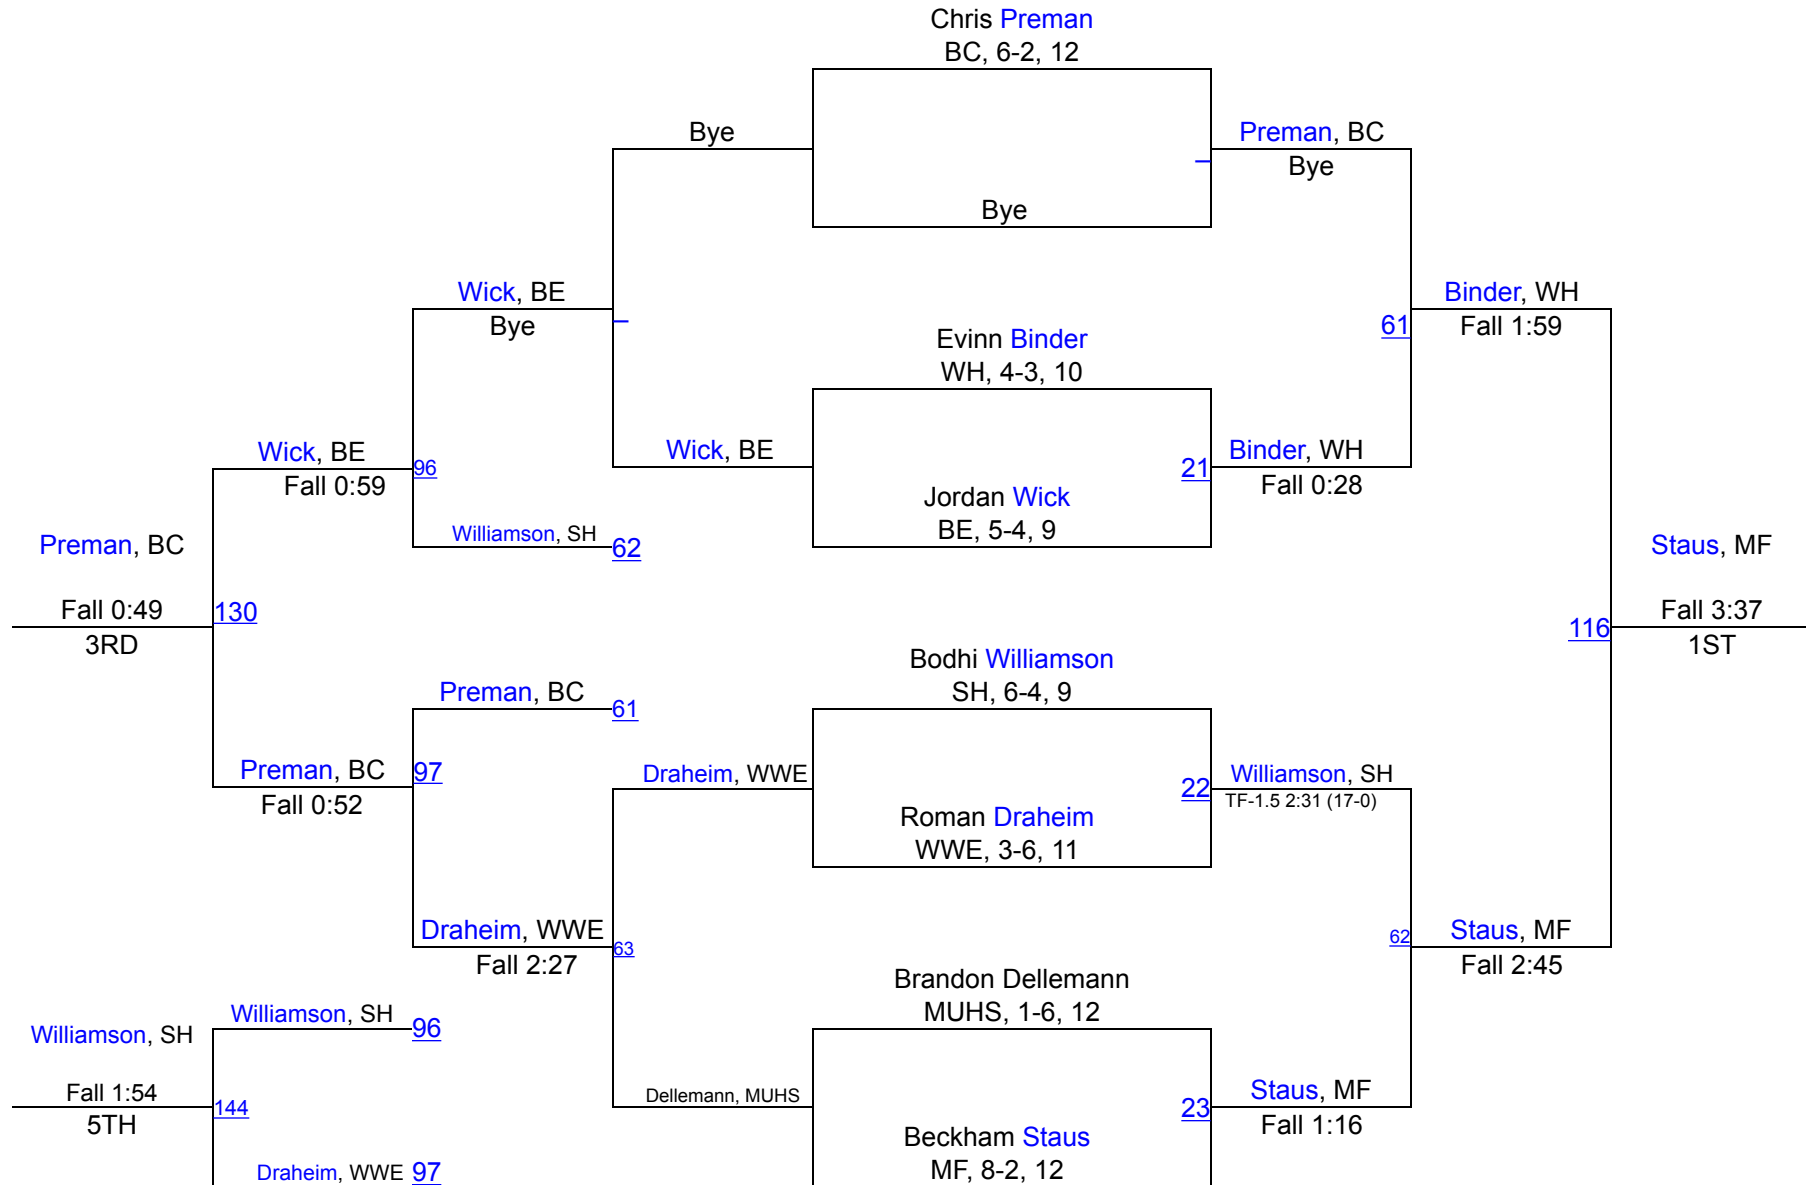 Chris Preman
BC, 6-2, 12
Bye
Preman, BC
Bye
Bye
Wick, BE
Bye
Binder, WH
Fall 1:59
61
Evinn Binder
WH, 4-3, 10
Wick, BE
Fall 0:59
96
Wick, BE
21
Binder, WH
Fall 0:28
Jordan Wick
BE, 5-4, 9
Williamson, SH
62
Preman, BC
Fall 0:49
3RD
130
Staus, MF
Fall 3:37
1ST
116
Bodhi Williamson
SH, 6-4, 9
Preman, BC
61
Preman, BC
Fall 0:52
97
Draheim, WWE
22
Williamson, SH
TF-1.5 2:31 (17-0)
Roman Draheim
WWE, 3-6, 11
Draheim, WWE
Fall 2:27
63
62
Staus, MF
Fall 2:45
Brandon Dellemann
MUHS, 1-6, 12
Williamson, SH
96
Williamson, SH
Fall 1:54
5TH
144
Dellemann, MUHS
23
Staus, MF
Fall 1:16
Beckham Staus
MF, 8-2, 12
Draheim, WWE
97